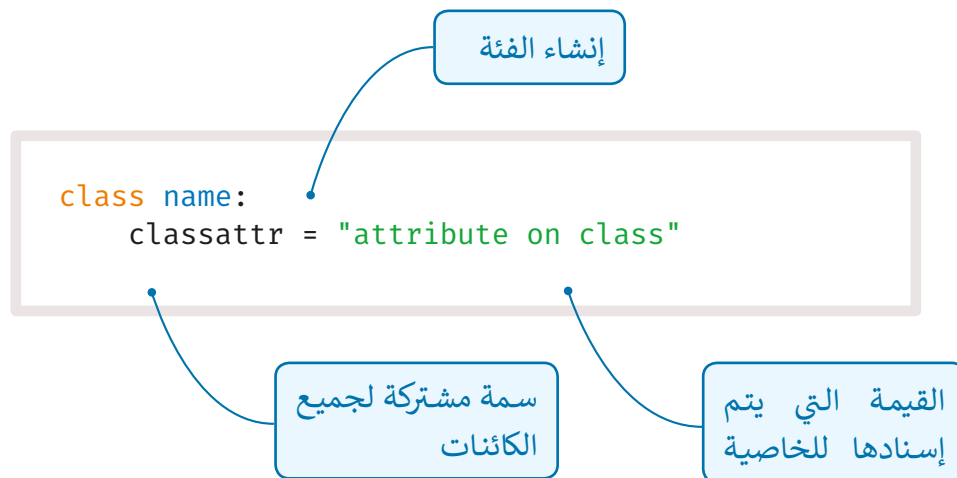 إنشاء الفئة
class name:
    classattr = "attribute on class"
سمة مشتركة لجميع
الكائنات
القيمة التي يتم
إسنادها للخاصية